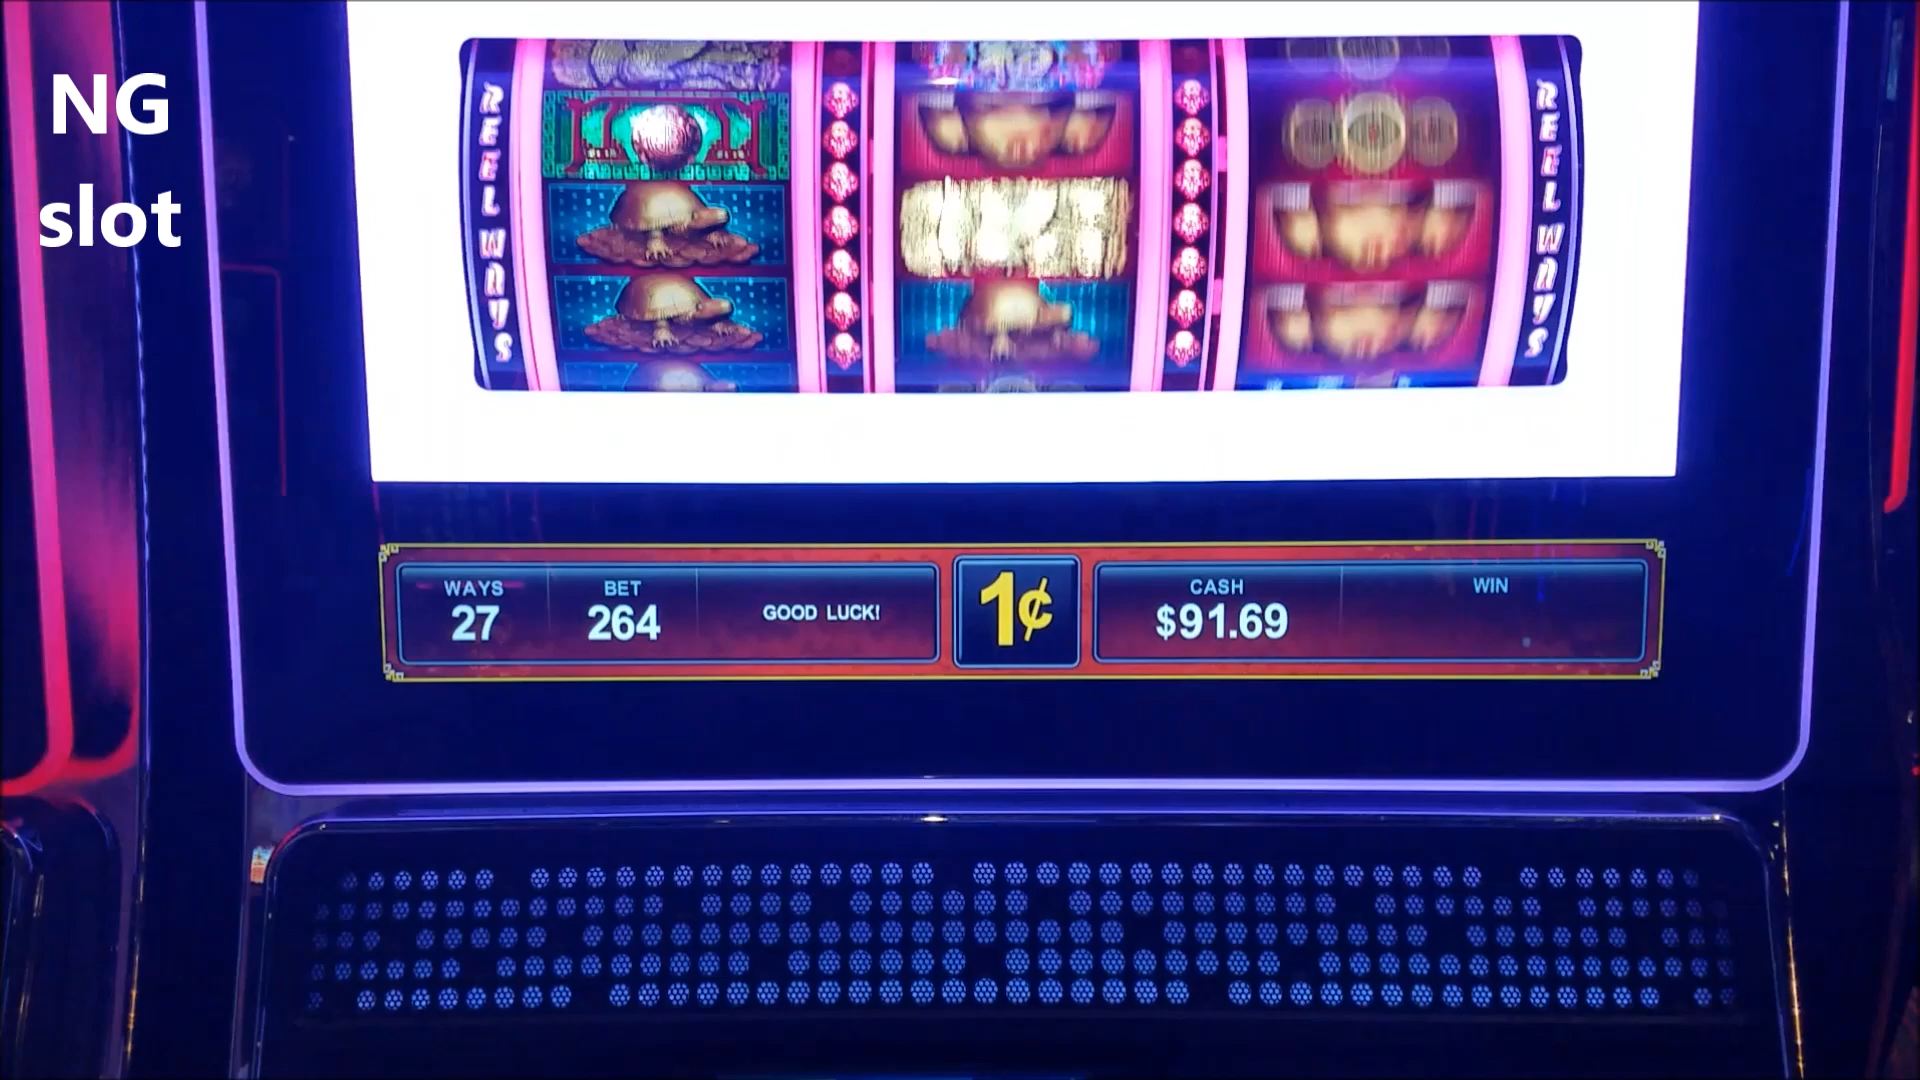 NG
slot
REEL WAYS
REEL WAYS
WAYS
27
BET
264
GOOD LUCK!
1¢
CASH
$91.69
WIN